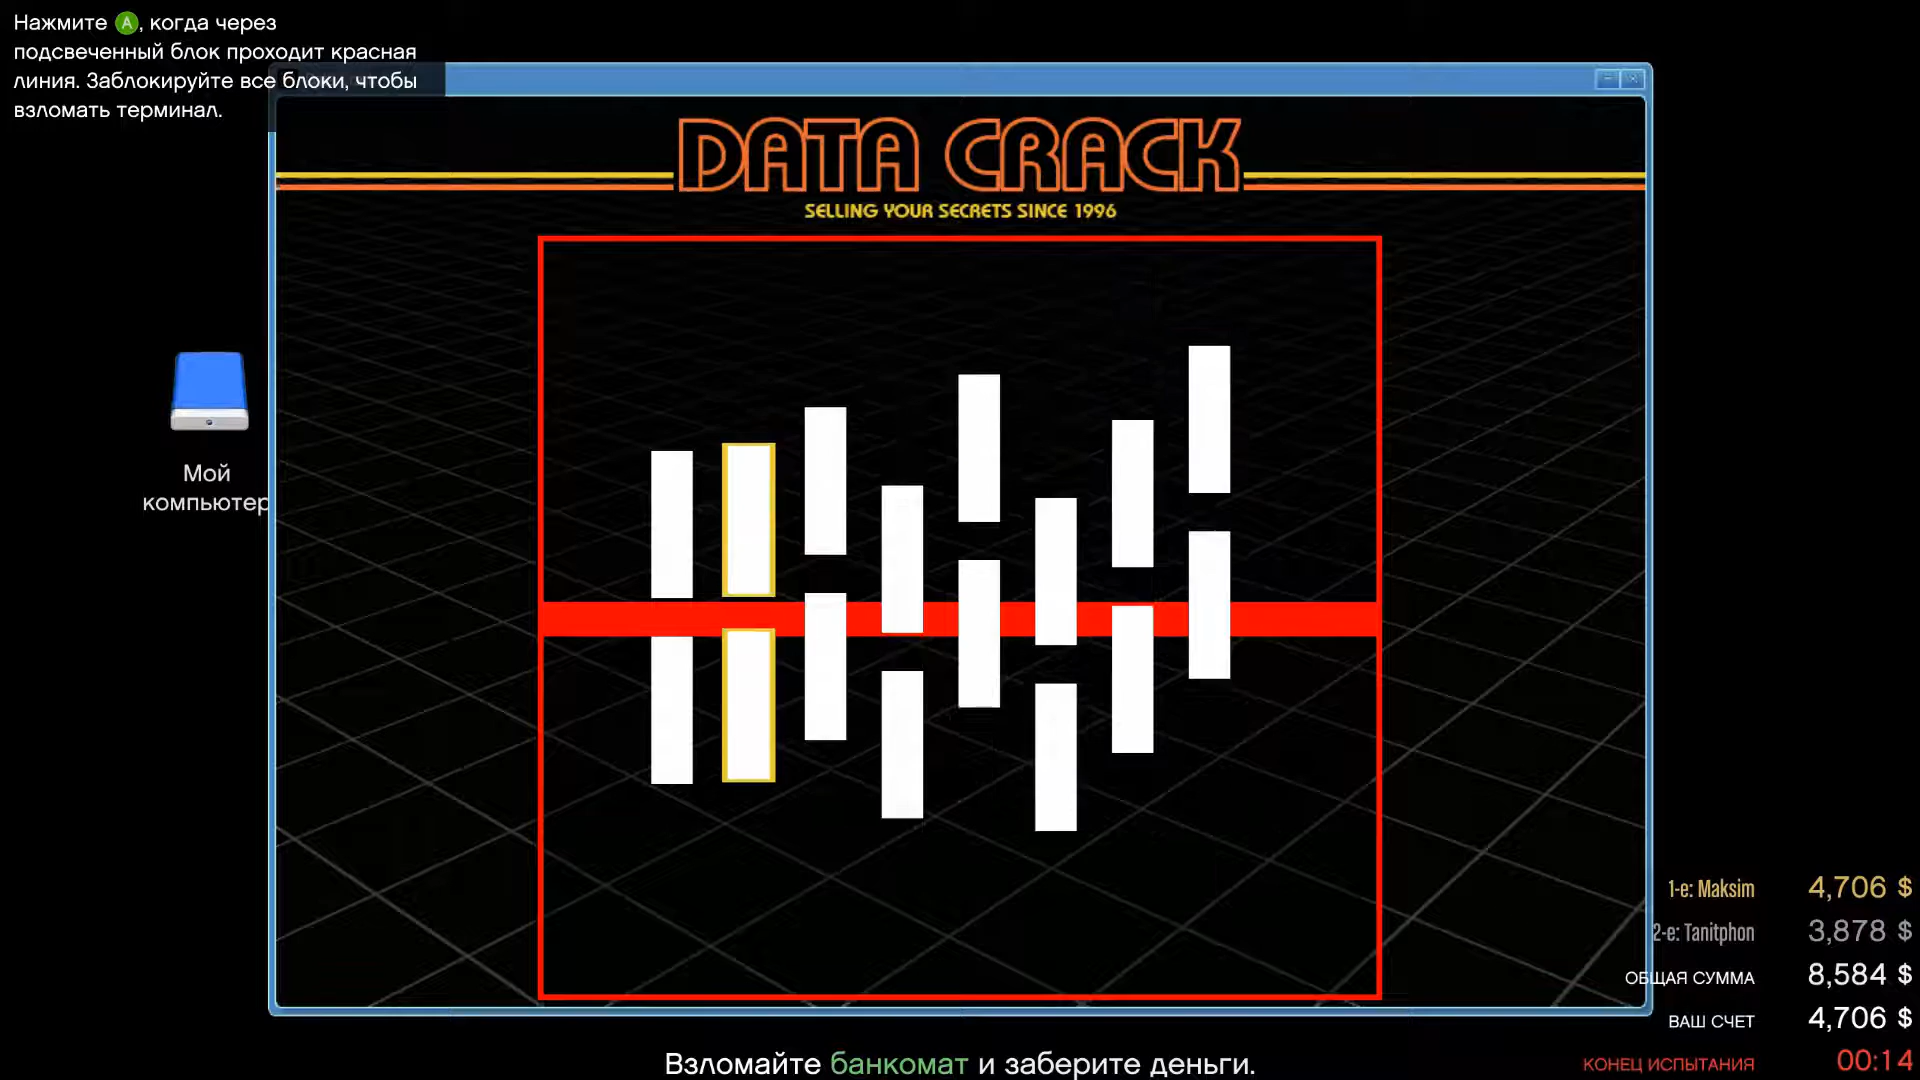 Нажмите A, когда через
подсвеченный блок проходит красная
линия. Заблокируйте все блоки, чтобы
взломать терминал.
DATA CRACK
SELLING YOUR SECRETS SINCE 1996
Мой
компьютер
1-е: Maksim 4,706 $
2-е: Tanitphon 3,878 $
ОБЩАЯ СУММА 8,584 $
ВАШ СЧЕТ 4,706 $
Взломайте банкомат и заберите деньги.
КОНЕЦ ИСПЫТАНИЯ 00:14